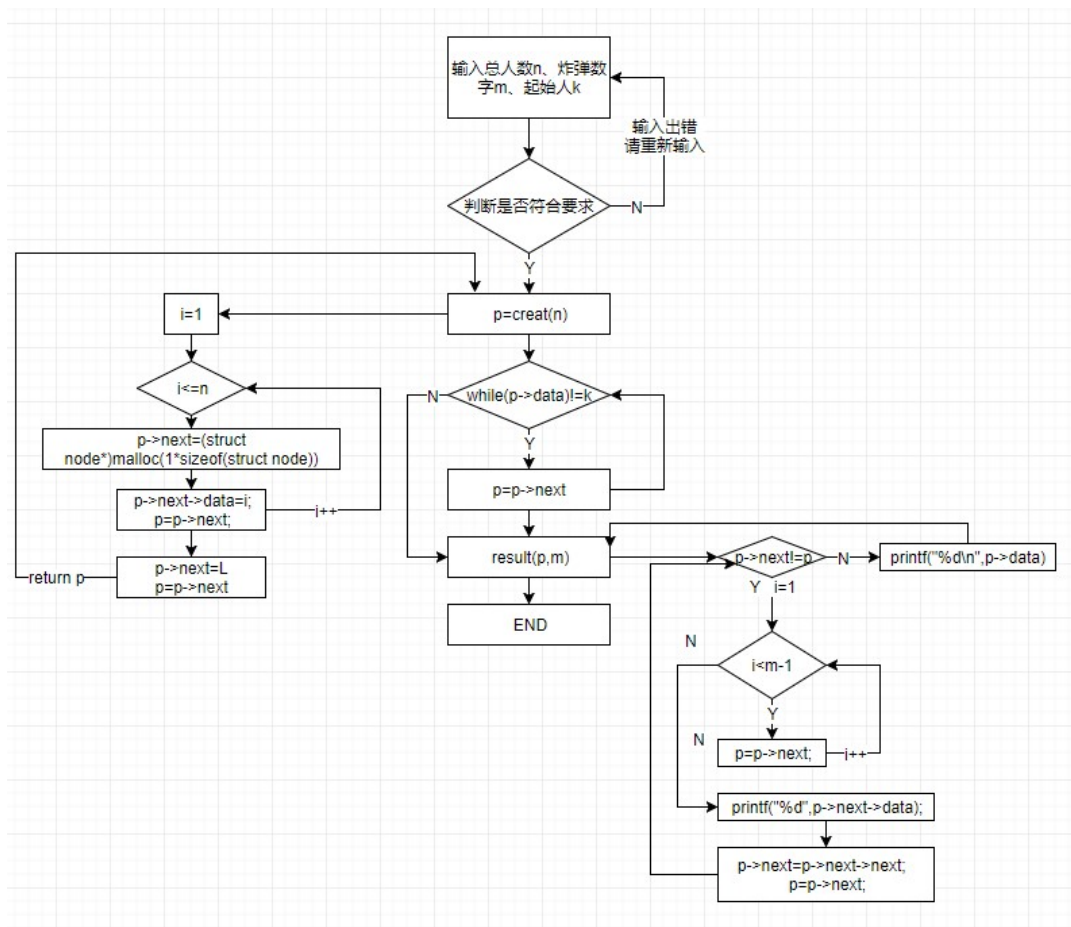 输入总人数n、炸弹数
字m、起始人k
输入出错
请重新输入
判断是否符合要求
N
Y
i=1
p=creat(n)
i<=n
N
while(p->data)!=k
p->next=(struct
node*)malloc(1*sizeof(struct node))
Y
p->next->data=i;
p=p->next;
i++
p=p->next
return p
p->next=L
p=p->next
result(p,m)
p->next!=p
N
printf("%d\n",p->data)
Y
i=1
END
N
i<m-1
Y
N
p=p->next;
i++
printf("%d",p->next->data);
p->next=p->next->next;
p=p->next;